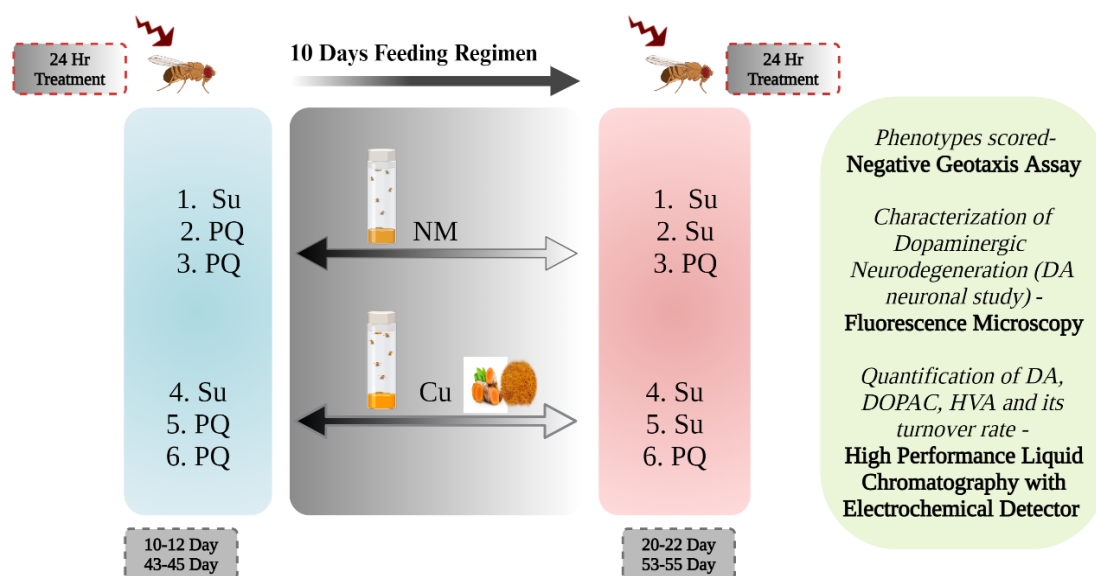 24 Hr
Treatment
10 Days Feeding Regimen
24 Hr
Treatment
1. Su
2. PQ
3. PQ
NM
1. Su
2. Su
3. PQ
4. Su
5. PQ
6. PQ
Cu
4. Su
5. Su
6. PQ
10-12 Day
43-45 Day
20-22 Day
53-55 Day
Phenotypes scored-
Negative Geotaxis Assay
Characterization of
Dopaminergic
Neurodegeneration (DA
neuronal study) -
Fluorescence Microscopy
Quantification of DA,
DOPAC, HVA and its
turnover rate -
High Performance Liquid
Chromatography with
Electrochemical Detector